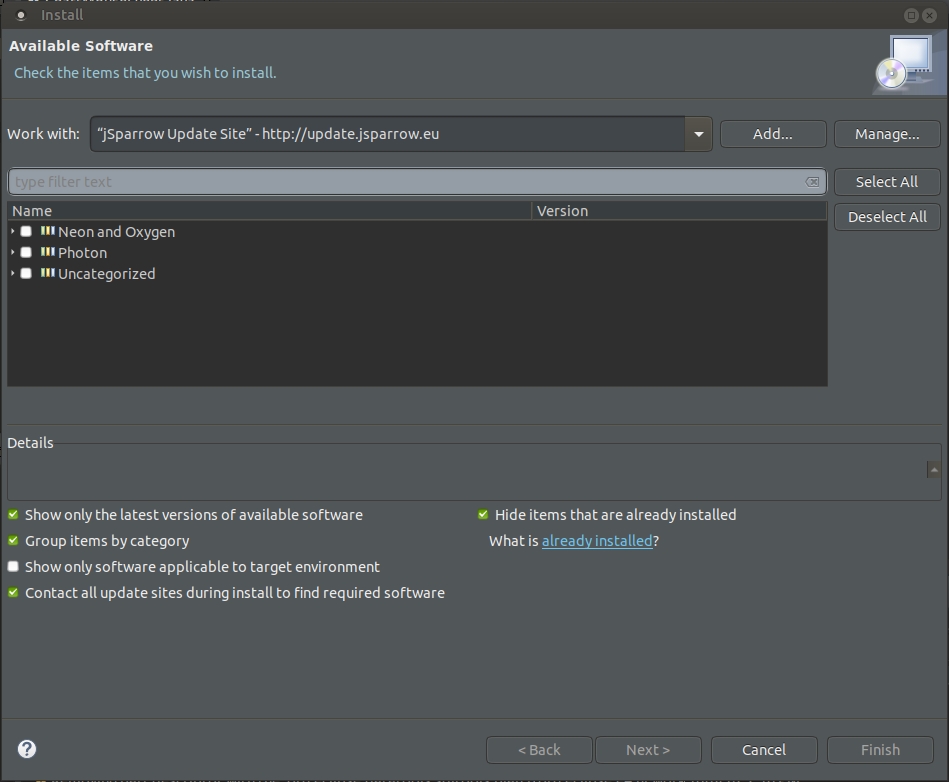 Install
Available Software
Check the items that you wish to install.
Work with: “jSparrow Update Site” - http://update.jsparrow.eu Add... Manage...
type filter text Select All
Name Version Deselect All
Neon and Oxygen
Photon
Uncategorized
Details
Show only the latest versions of available software Hide items that are already installed
Group items by category What is already installed?
Show only software applicable to target environment
Contact all update sites during install to find required software
? < Back Next > Cancel Finish